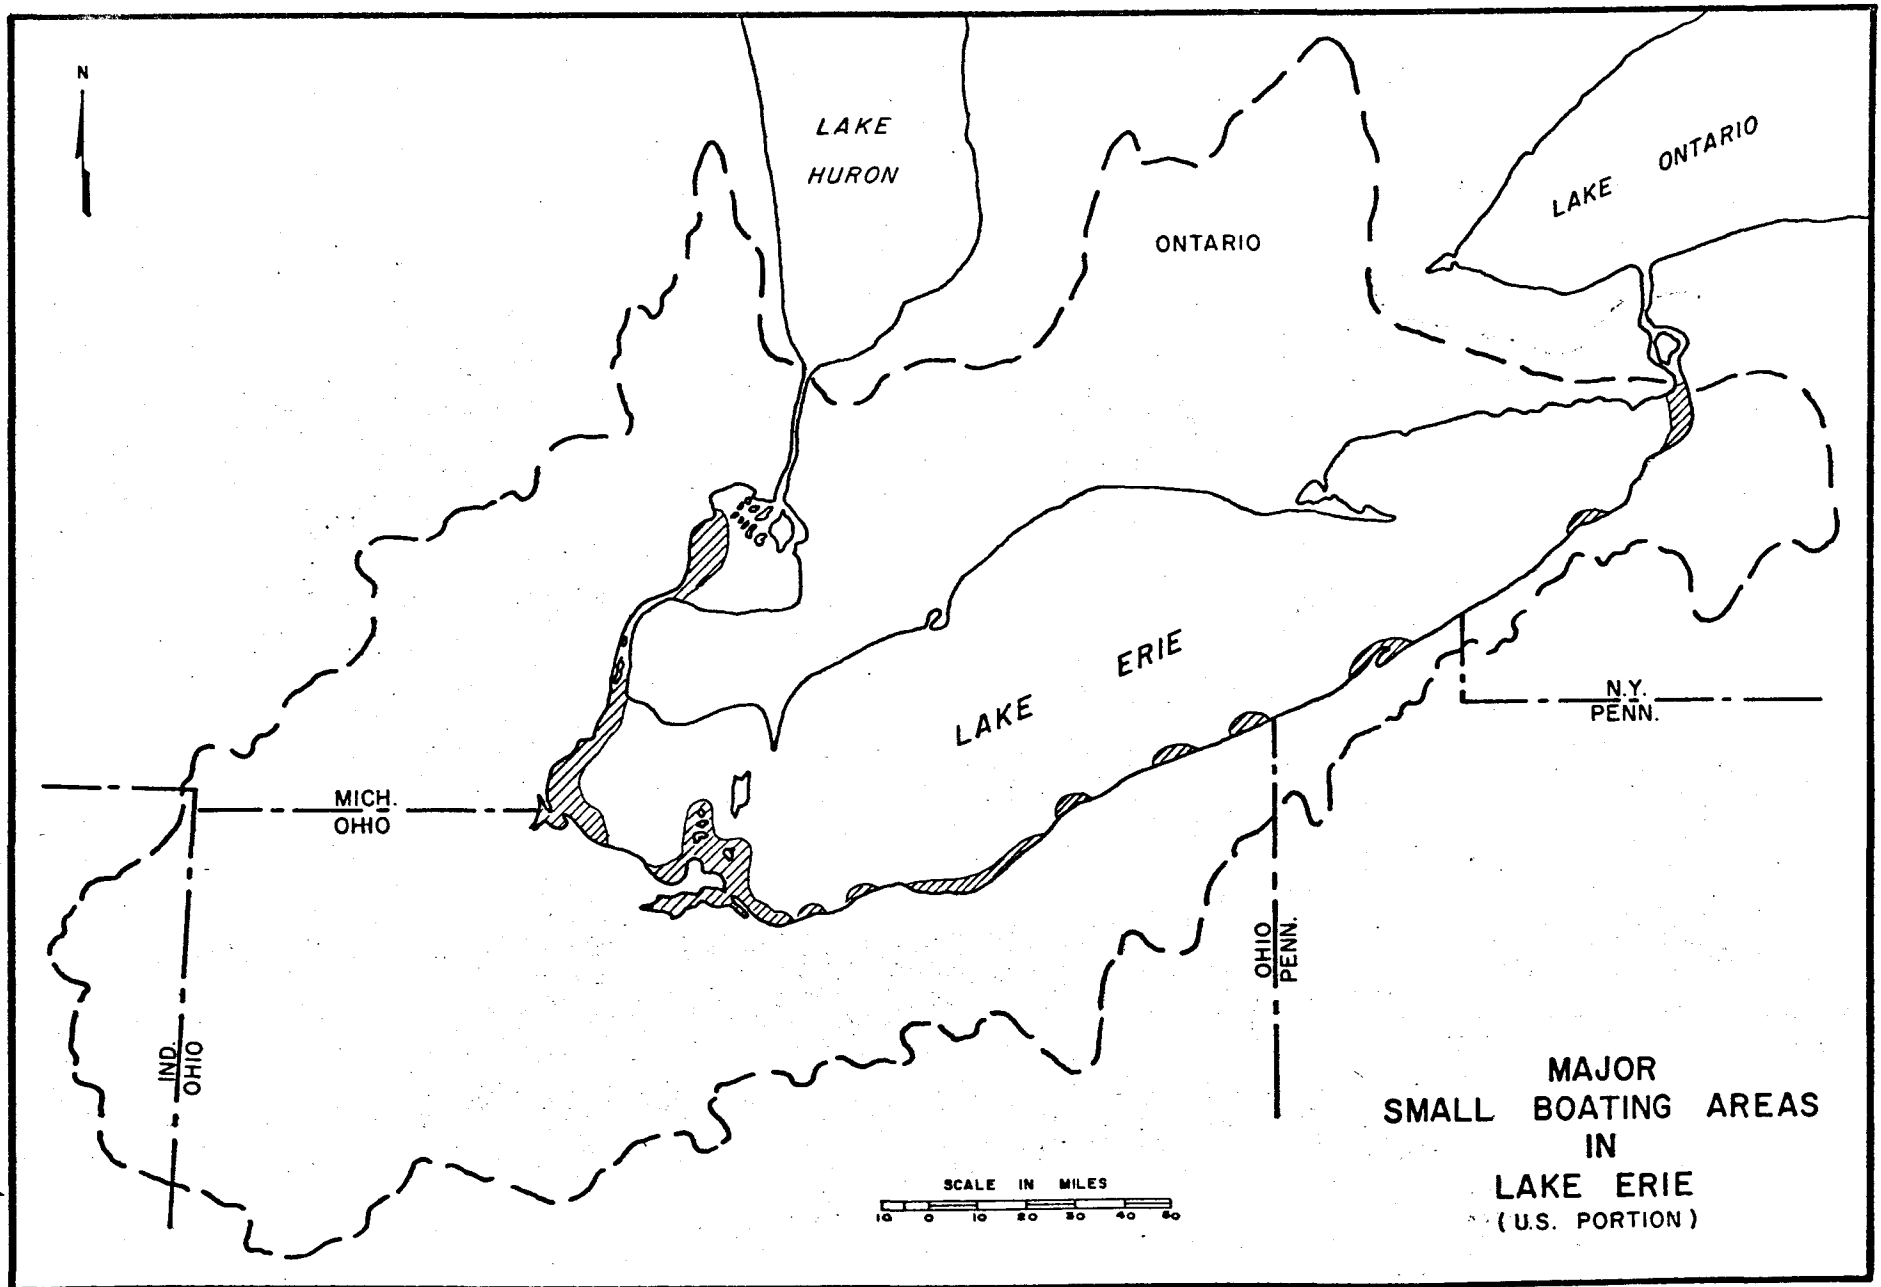 N
LAKE
HURON
LAKE ONTARIO
ONTARIO
LAKE ERIE
N.Y.
PENN.
MICH.
OHIO
OHIO
PENN.
IND.
OHIO
MAJOR
SMALL BOATING AREAS
IN
LAKE ERIE
(U.S. PORTION)
SCALE IN MILES
10 0 10 20 30 40 50